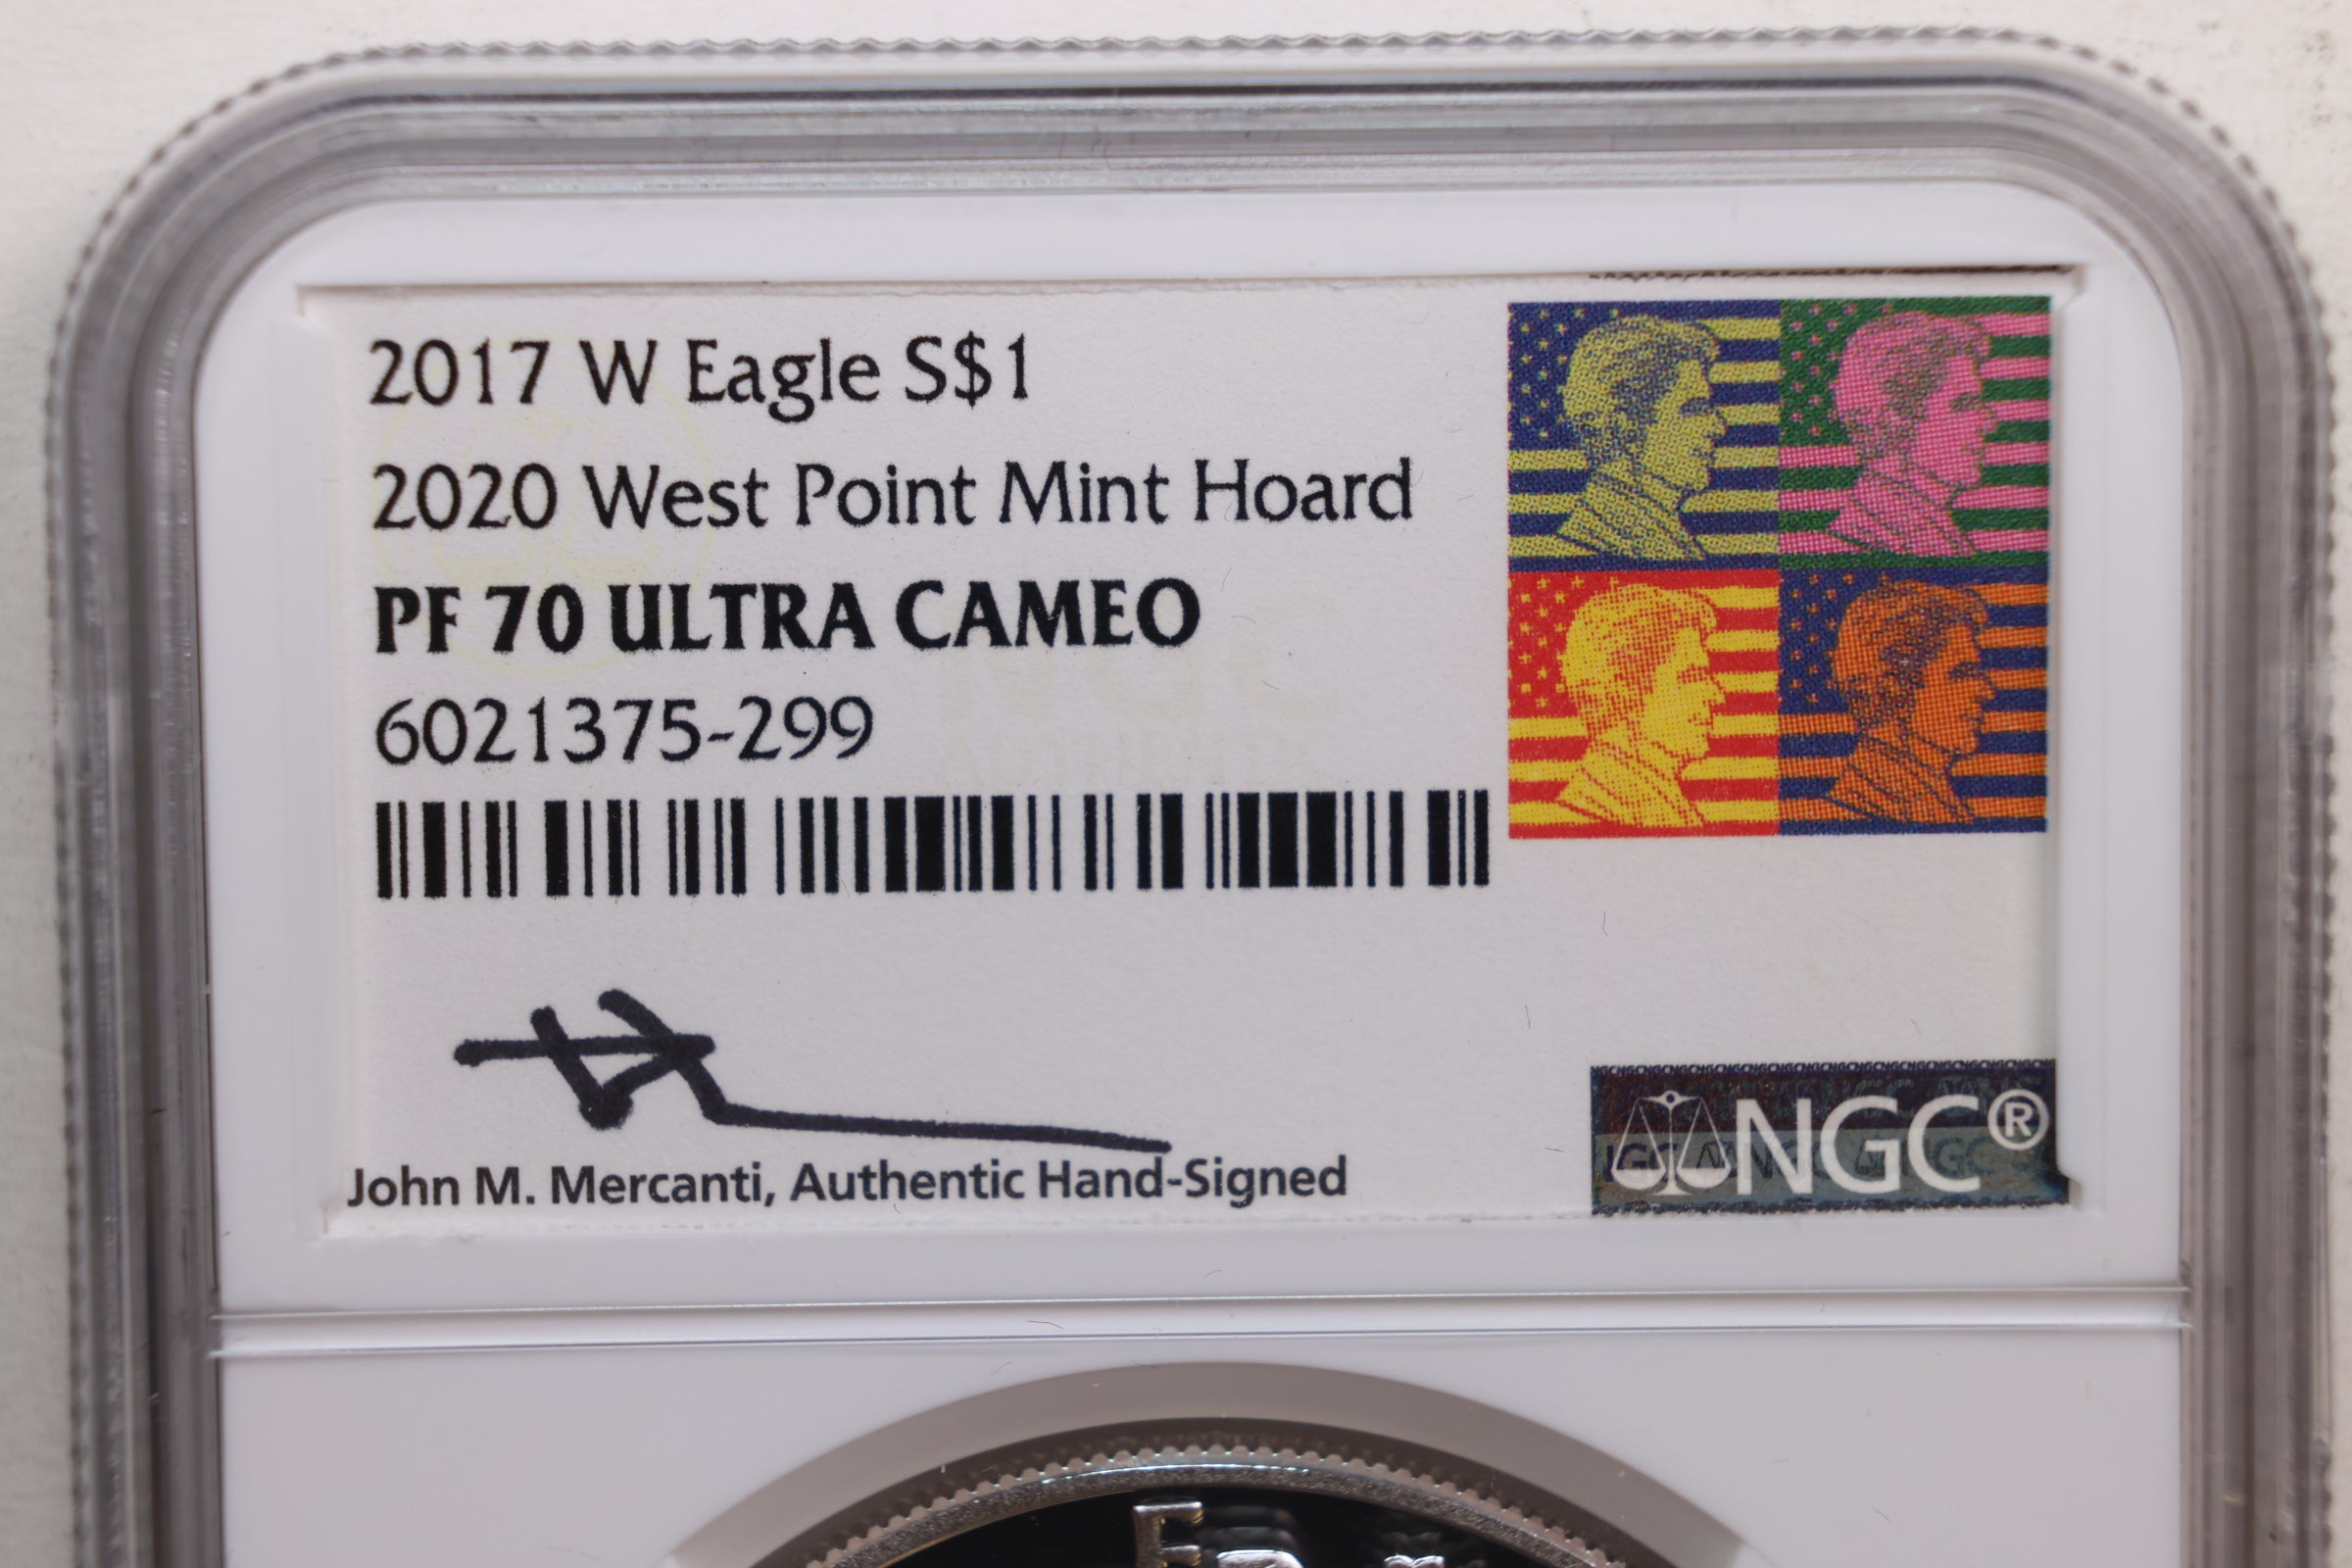 2017 W Eagle S$1
2020 West Point Mint Hoard
PF 70 ULTRA CAMEO
6021375-299
John M. Mercanti, Authentic Hand-Signed
NGC®